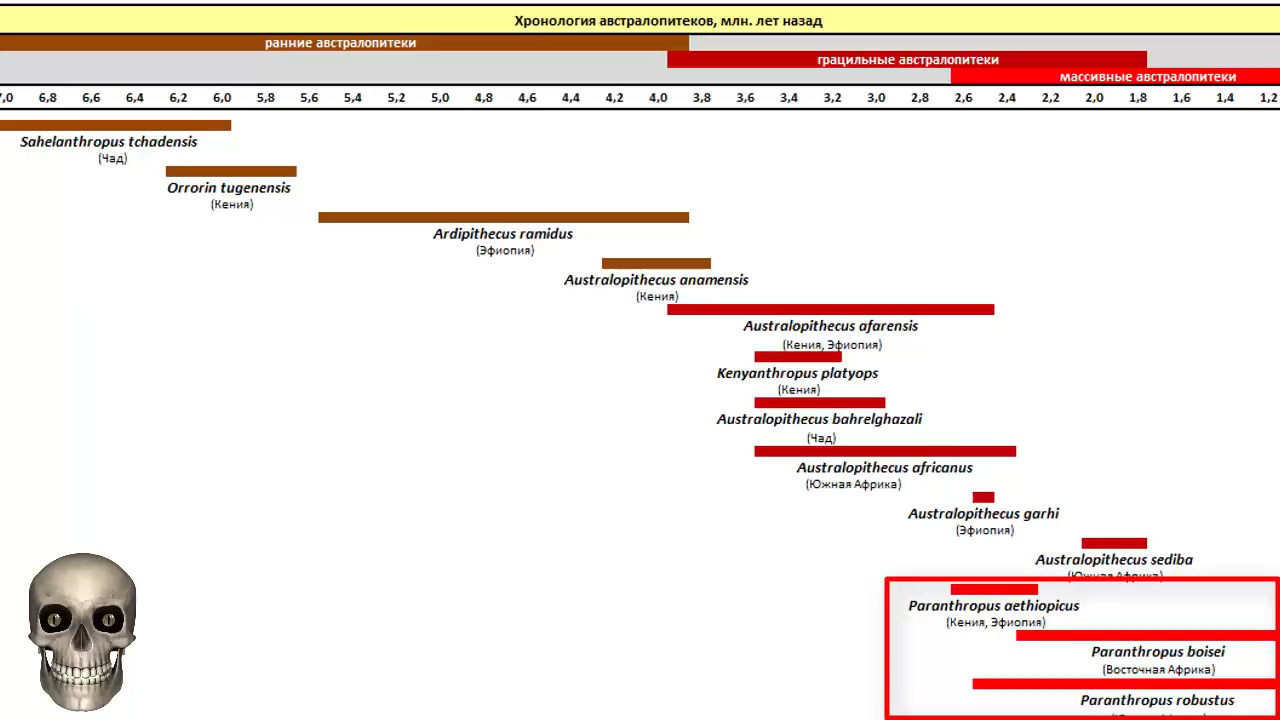 Хронология австралопитеков, млн. лет назад
ранние австралопитеки
грацильные австралопитеки
массивные австралопитеки
7,0 6,8 6,6 6,4 6,2 6,0 5,8 5,6 5,4 5,2 5,0 4,8 4,6 4,4 4,2 4,0 3,8 3,6 3,4 3,2 3,0 2,8 2,6 2,4 2,2 2,0 1,8 1,6 1,4 1,2
Sahelanthropus tchadensis
(Чад)
Orrorin tugenensis
(Кения)
Ardipithecus ramidus
(Эфиопия)
Australopithecus anamensis
(Кения)
Australopithecus afarensis
(Кения, Эфиопия)
Kenyanthropus platyops
(Кения)
Australopithecus bahrelghazali
(Чад)
Australopithecus africanus
(Южная Африка)
Australopithecus garhi
(Эфиопия)
Australopithecus sediba
(Южная Африка)
Paranthropus aethiopicus
(Кения, Эфиопия)
Paranthropus boisei
(Восточная Африка)
Paranthropus robustus